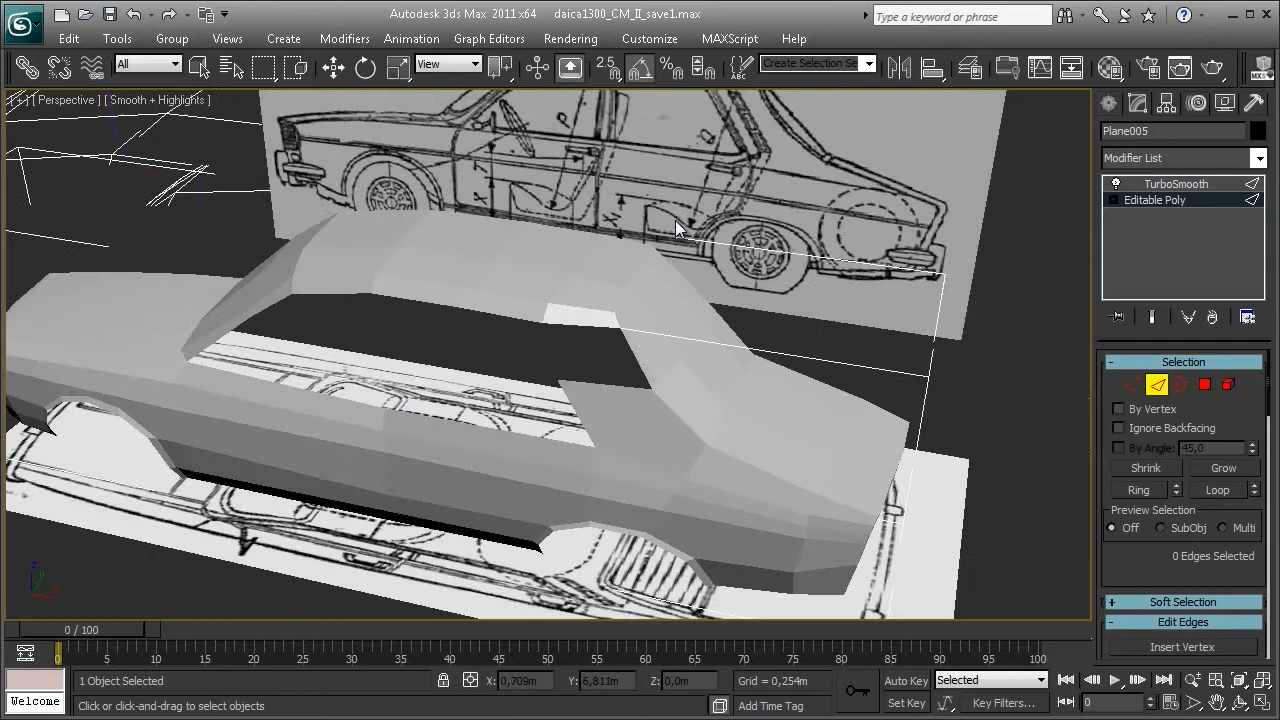 Autodesk 3ds Max 2011 x64 daica1300_CM_II_save1.max
Type a keyword or phrase
Edit Tools Group Views Create Modifiers Animation Graph Editors Rendering Customize MAXScript Help
All View 2.5 Create Selection Se
[ + ] [ Perspective ] [ Smooth + Highlights ]
Plane005
Modifier List
TurboSmooth
Editable Poly
Selection
By Vertex
Ignore Backfacing
By Angle: 45,0
Shrink Grow
Ring Loop
Preview Selection
Off SubObj Multi
0 Edges Selected
Soft Selection
Edit Edges
Insert Vertex
0 / 100
0 5 10 15 20 25 30 35 40 45 50 55 60 65 70 75 80 85 90 95 100
1 Object Selected X: 0,709m Y: 6,811m Z: 0,0m Grid = 0,254m Auto Key Selected
Welcome Click or click-and-drag to select objects Add Time Tag Set Key Key Filters... 0